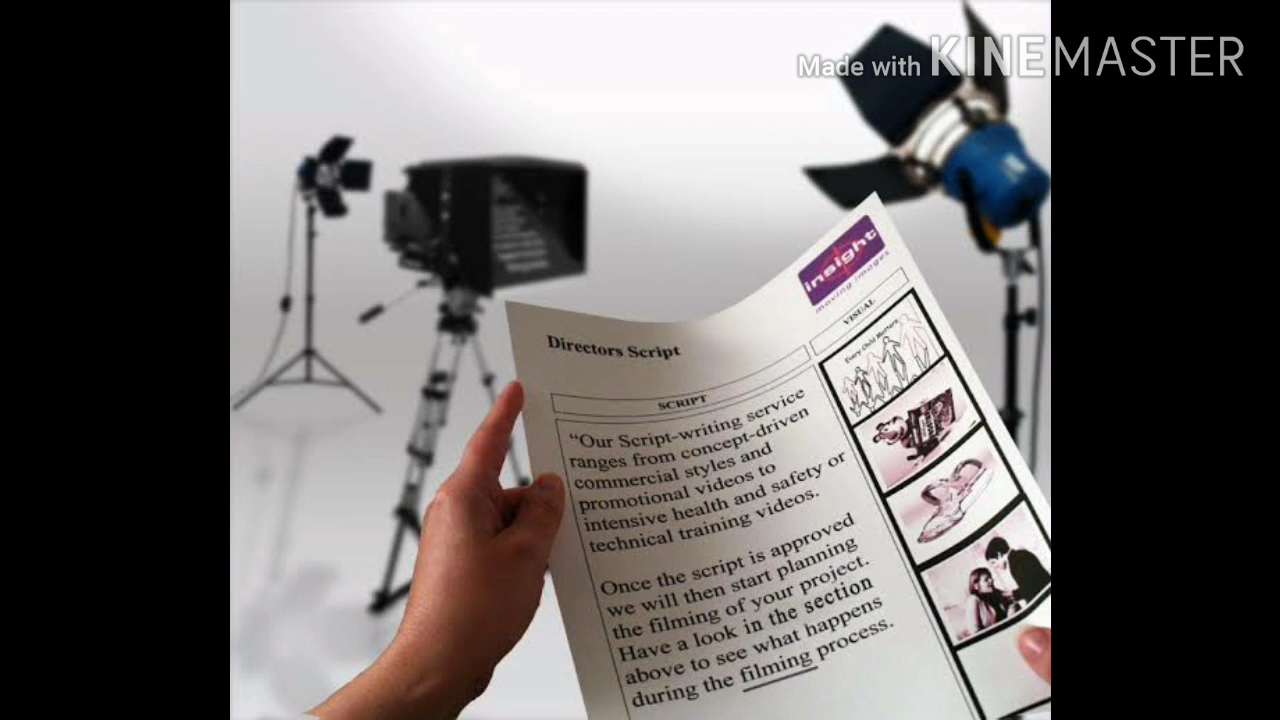 Made with KINEMASTER
insight
moving images
Directors Script
SCRIPT
VISUAL
Every Child Matters
“Our Script-writing service
ranges from concept-driven
commercial styles and
promotional videos to
intensive health and safety or
technical training videos.
Once the script is approved
we will then start planning
the filming of your project.
Have a look in the section
above to see what happens
during the filming process.